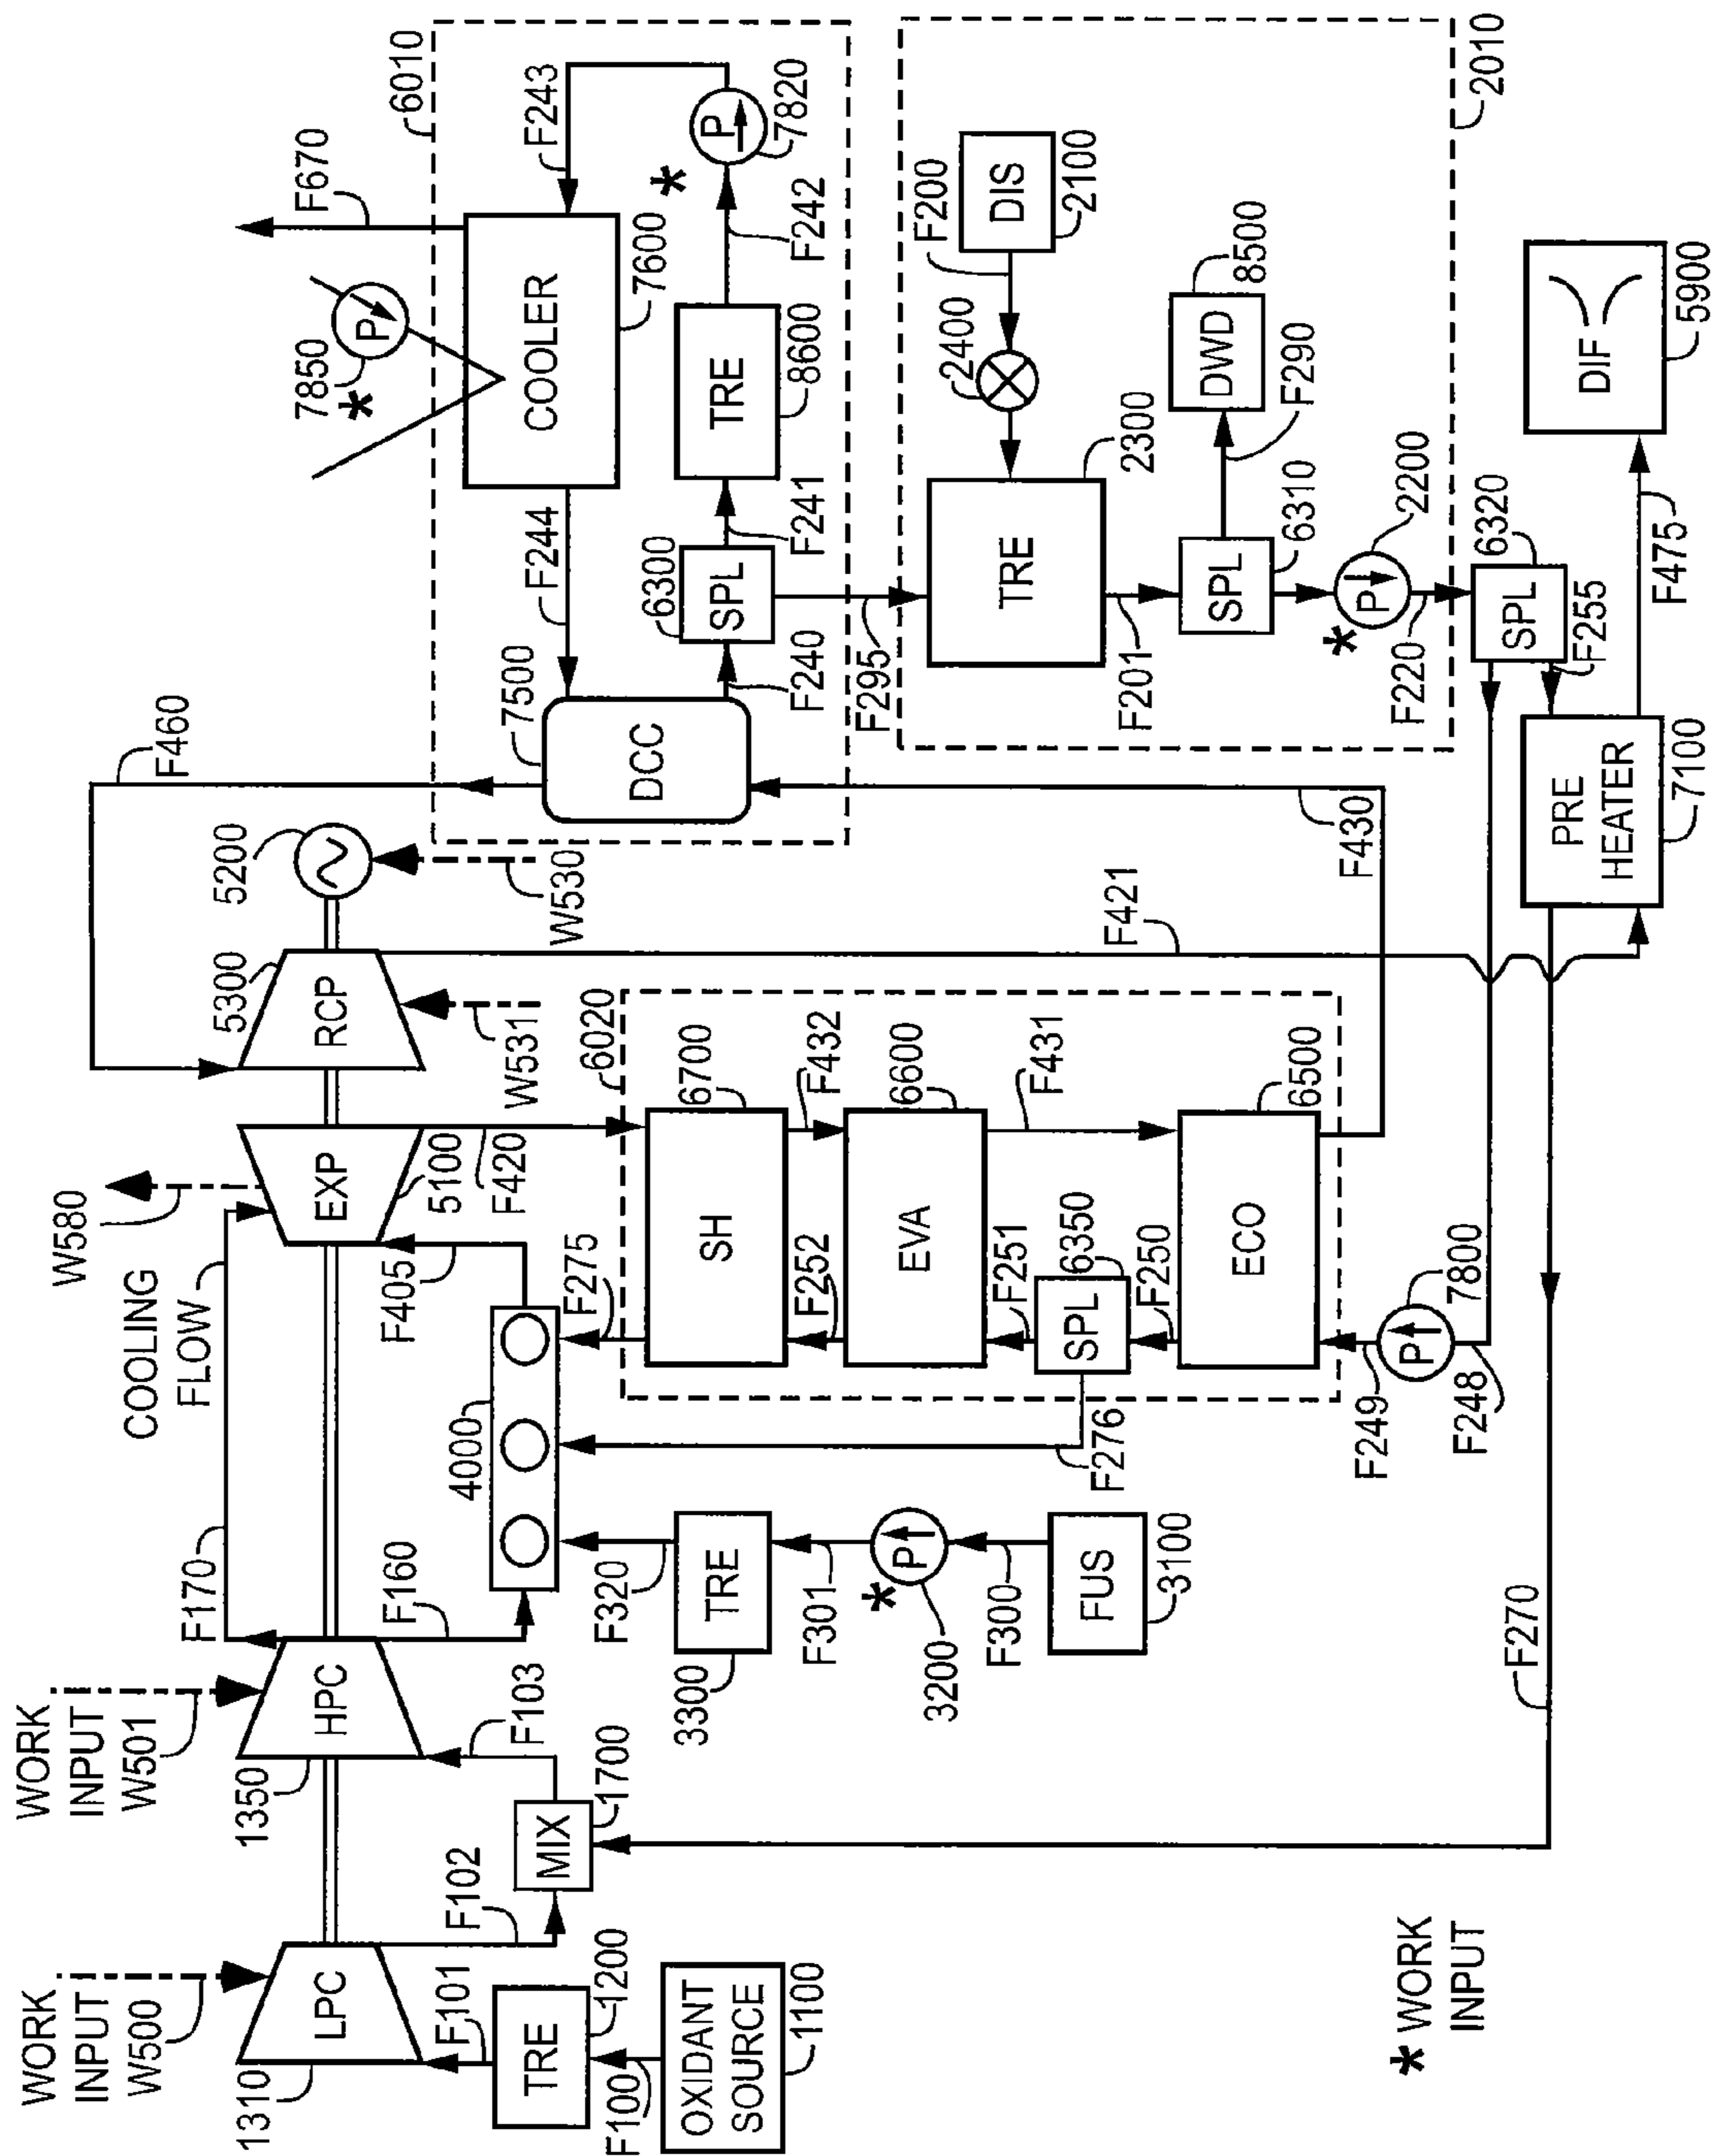 WORK
INPUT
W500
1310
LPC
F101
TRE
1200
F100
OXIDANT
SOURCE
1100
F102
MIX
1700
F103
WORK
INPUT
W501
1350
HPC
F170
F160
COOLING
FLOW
W580
EXP
5100
F405
F420
4000
F320
TRE
3300
F301
P
3200
*
F300
FUS
3100
F275
F276
6020
SH
6700
F432
F252
EVA
6600
F431
F251
SPL
6350
F250
ECO
6500
F249
P
7800
F248
F270
5300
RCP
W531
5200
W530
F460
F421
F430
6010
7500
DCC
F244
F240
6300
SPL
F241
TRE
8600
F242
*
P
7820
F243
COOLER
7600
7850
*
P
F670
F295
2010
TRE
2300
2400
F200
DIS
2100
F201
SPL
6310
F290
DWD
8500
*
P
2200
F220
SPL
6320
F255
PRE
HEATER
7100
F475
DIF
5900
* WORK
INPUT